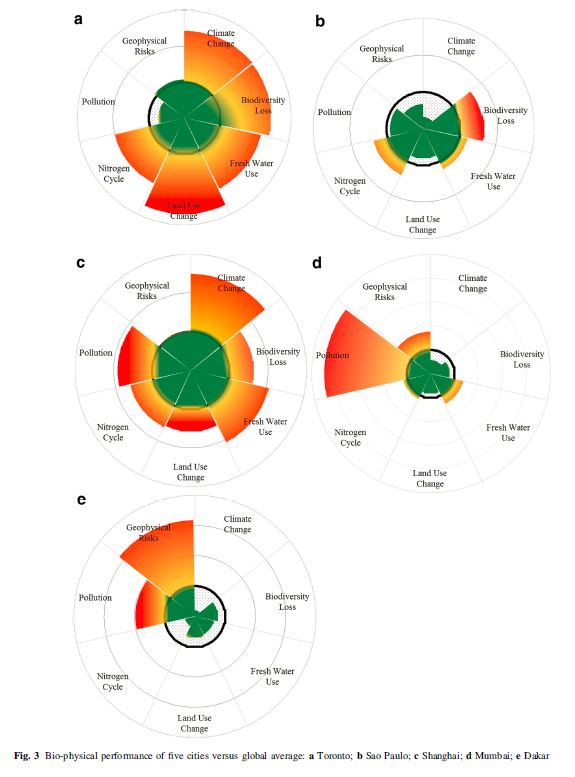 a
Geophysical
Risks
Climate
Change
Pollution
Biodiversity
Loss
Nitrogen
Cycle
Fresh Water
Use
Land Use
Change
b
Geophysical
Risks
Climate
Change
Pollution
Biodiversity
Loss
Nitrogen
Cycle
Fresh Water
Use
Land Use
Change
c
Geophysical
Risks
Climate
Change
Pollution
Biodiversity
Loss
Nitrogen
Cycle
Fresh Water
Use
Land Use
Change
d
Geophysical
Risks
Climate
Change
Pollution
Biodiversity
Loss
Nitrogen
Cycle
Fresh Water
Use
Land Use
Change
e
Geophysical
Risks
Climate
Change
Pollution
Biodiversity
Loss
Nitrogen
Cycle
Fresh Water
Use
Land Use
Change
Fig. 3 Bio-physical performance of five cities versus global average: a Toronto; b Sao Paulo; c Shanghai; d Mumbai; e Dakar